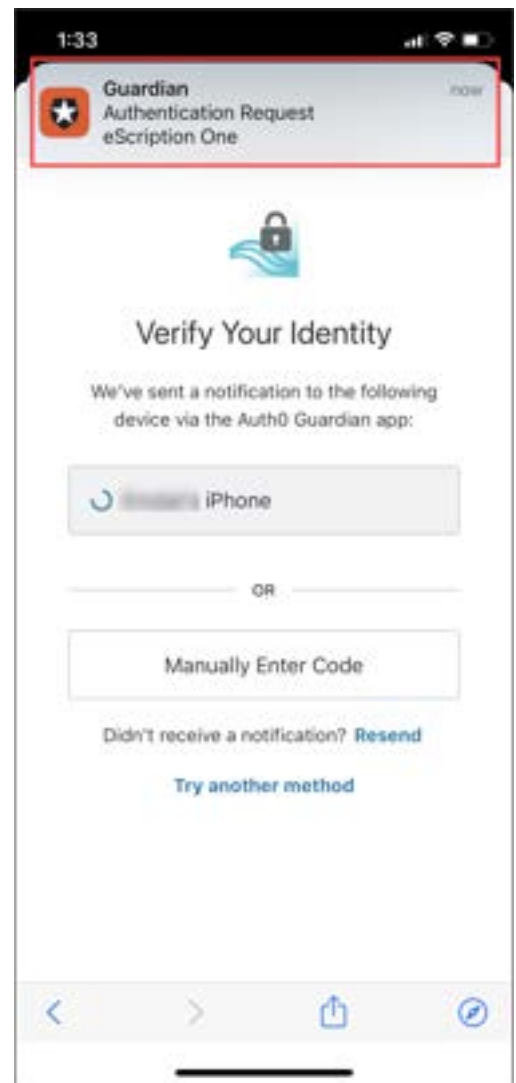 1:33
Guardian
now
Authentication Request
eScription One
Verify Your Identity
We've sent a notification to the following
device via the Auth0 Guardian app:
iPhone
OR
Manually Enter Code
Didn't receive a notification? Resend
Try another method